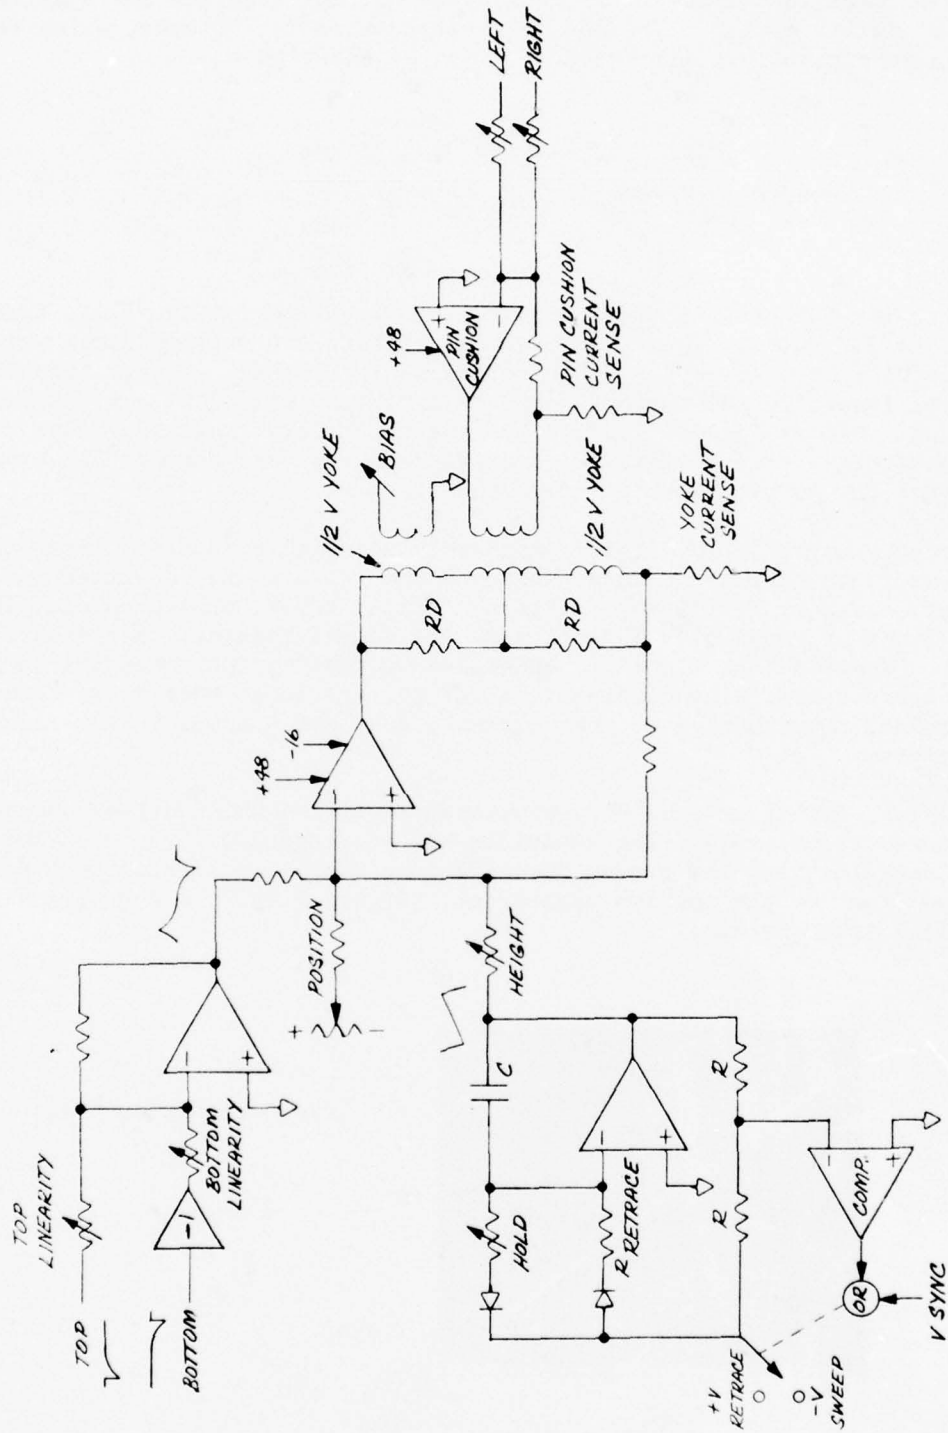 TOP
LINEARITY
TOP
BOTTOM
-1
BOTTOM
LINEARITY
-
+
+
POSITION
-
+48
-16
-
+
1/2 V YOKE
BIAS
+48
+
PIN
CUSHION
-
LEFT
RIGHT
RD
RD
1/2 V YOKE
PIN CUSHION
CURRENT
SENSE
YOKE
CURRENT
SENSE
C
HEIGHT
HOLD
R RETRACE
-
+
R
R
+V
RETRACE
-V
SWEEP
OR
COMP.
-
+
V SYNC